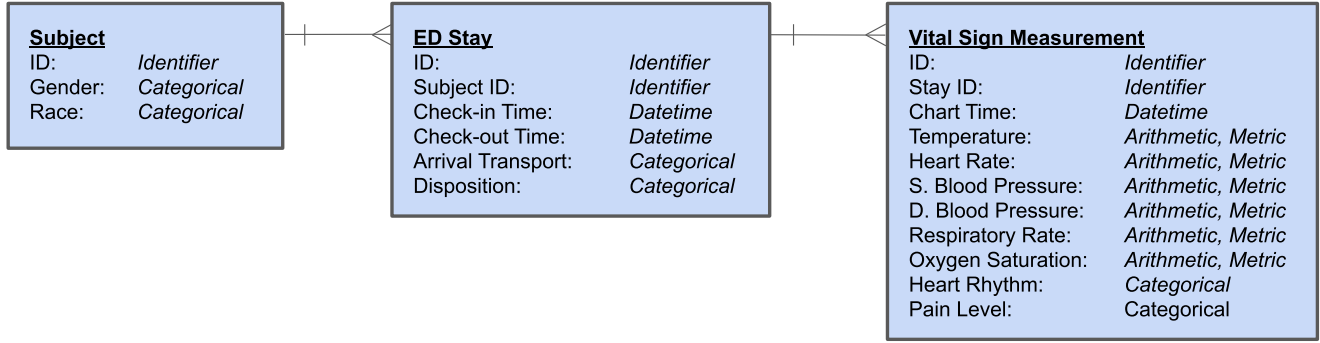 Subject
ID: Identifier
Gender: Categorical
Race: Categorical
ED Stay
ID: Identifier
Subject ID: Identifier
Check-in Time: Datetime
Check-out Time: Datetime
Arrival Transport: Categorical
Disposition: Categorical
Vital Sign Measurement
ID: Identifier
Stay ID: Identifier
Chart Time: Datetime
Temperature: Arithmetic, Metric
Heart Rate: Arithmetic, Metric
S. Blood Pressure: Arithmetic, Metric
D. Blood Pressure: Arithmetic, Metric
Respiratory Rate: Arithmetic, Metric
Oxygen Saturation: Arithmetic, Metric
Heart Rhythm: Categorical
Pain Level: Categorical